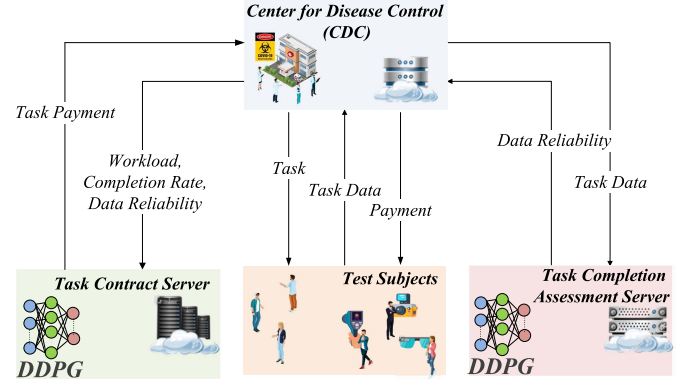 Center for Disease Control
(CDC)
Task Payment
Workload,
Completion Rate,
Data Reliability
Task
Task Data
Payment
Data Reliability
Task Data
Task Contract Server
DDPG
Test Subjects
Task Completion
Assessment Server
DDPG